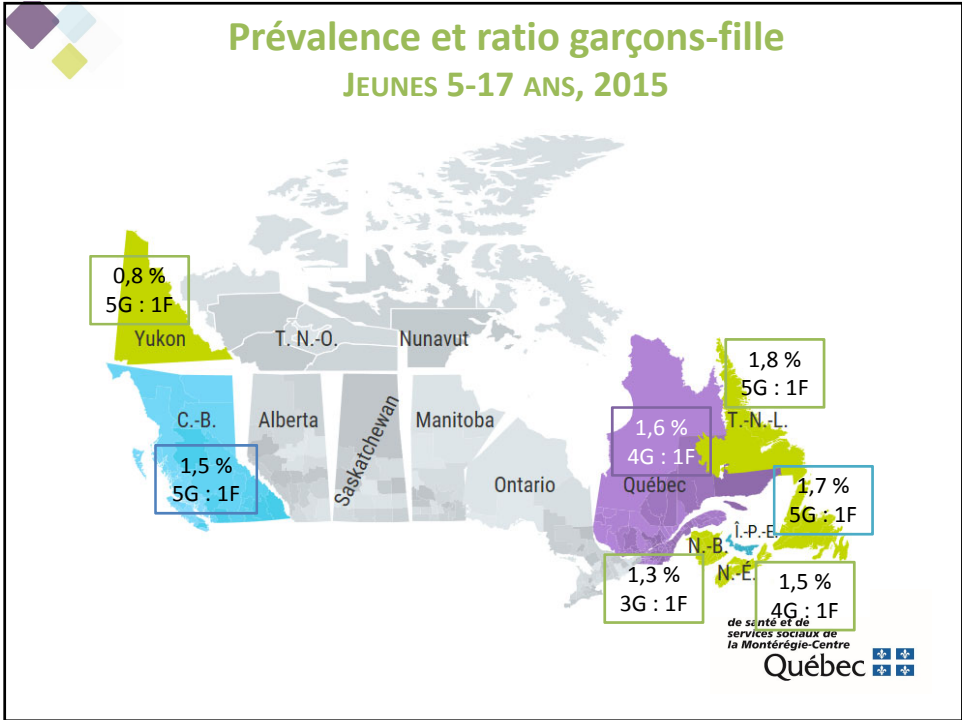 Prévalence et ratio garçons-fille
JEUNES 5-17 ANS, 2015
0,8 %
5G : 1F
Yukon
T. N.-O.
Nunavut
C.-B.
1,5 %
5G : 1F
Alberta
Saskatchewan
Manitoba
Ontario
1,6 %
4G : 1F
Québec
1,8 %
5G : 1F
T.-N.-L.
1,7 %
5G : 1F
Î.-P.-E.
N.-B.
1,3 %
3G : 1F
N.-É.
1,5 %
4G : 1F
de santé et de
services sociaux de
la Montérégie-Centre
Québec